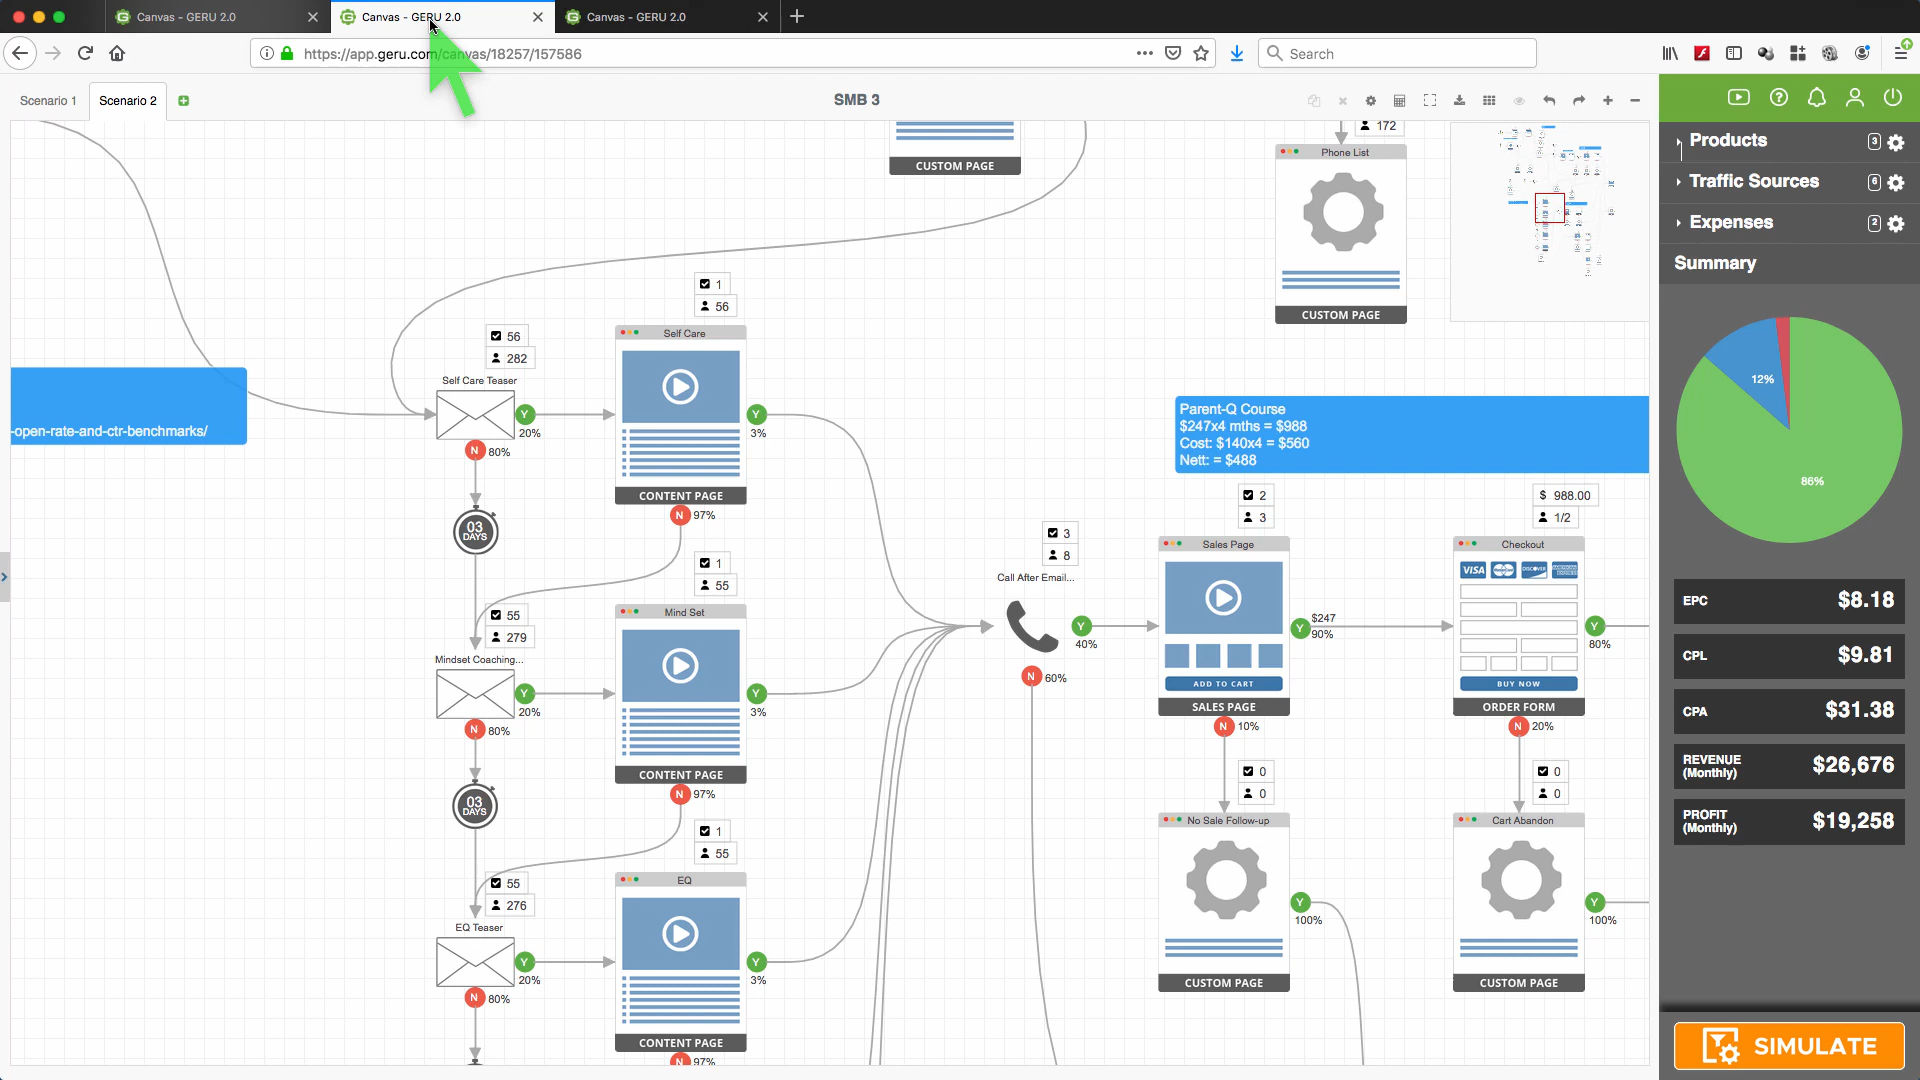 Canvas - GERU 2.0
Canvas - GERU 2.0
Canvas - GERU 2.0
https://app.geru.com/canvas/18257/157586
Search
Scenario 1
Scenario 2
SMB 3
Products
3
Traffic Sources
6
Expenses
2
Summary
12%
86%
EPC
$8.18
CPL
$9.81
CPA
$31.38
REVENUE
(Monthly)
$26,676
PROFIT
(Monthly)
$19,258
SIMULATE
CUSTOM PAGE
172
Phone List
CUSTOM PAGE
-open-rate-and-ctr-benchmarks/
56
282
Self Care Teaser
Y
20%
N
80%
03
DAYS
1
56
Self Care
CONTENT PAGE
Y
3%
N
97%
55
279
Mindset Coaching...
Y
20%
N
80%
03
DAYS
1
55
Mind Set
CONTENT PAGE
Y
3%
N
97%
55
276
EQ Teaser
Y
20%
N
80%
1
55
EQ
CONTENT PAGE
Y
3%
N
97%
3
8
Call After Email...
Y
40%
N
60%
Parent-Q Course
$247x4 mths = $988
Cost: $140x4 = $560
Nett: = $488
2
3
Sales Page
ADD TO CART
SALES PAGE
Y
$247
90%
N
10%
$ 988.00
1/2
Checkout
VISA
DISCOVER
BUY NOW
ORDER FORM
Y
80%
N
20%
0
0
No Sale Follow-up
CUSTOM PAGE
Y
100%
0
0
Cart Abandon
CUSTOM PAGE
Y
100%